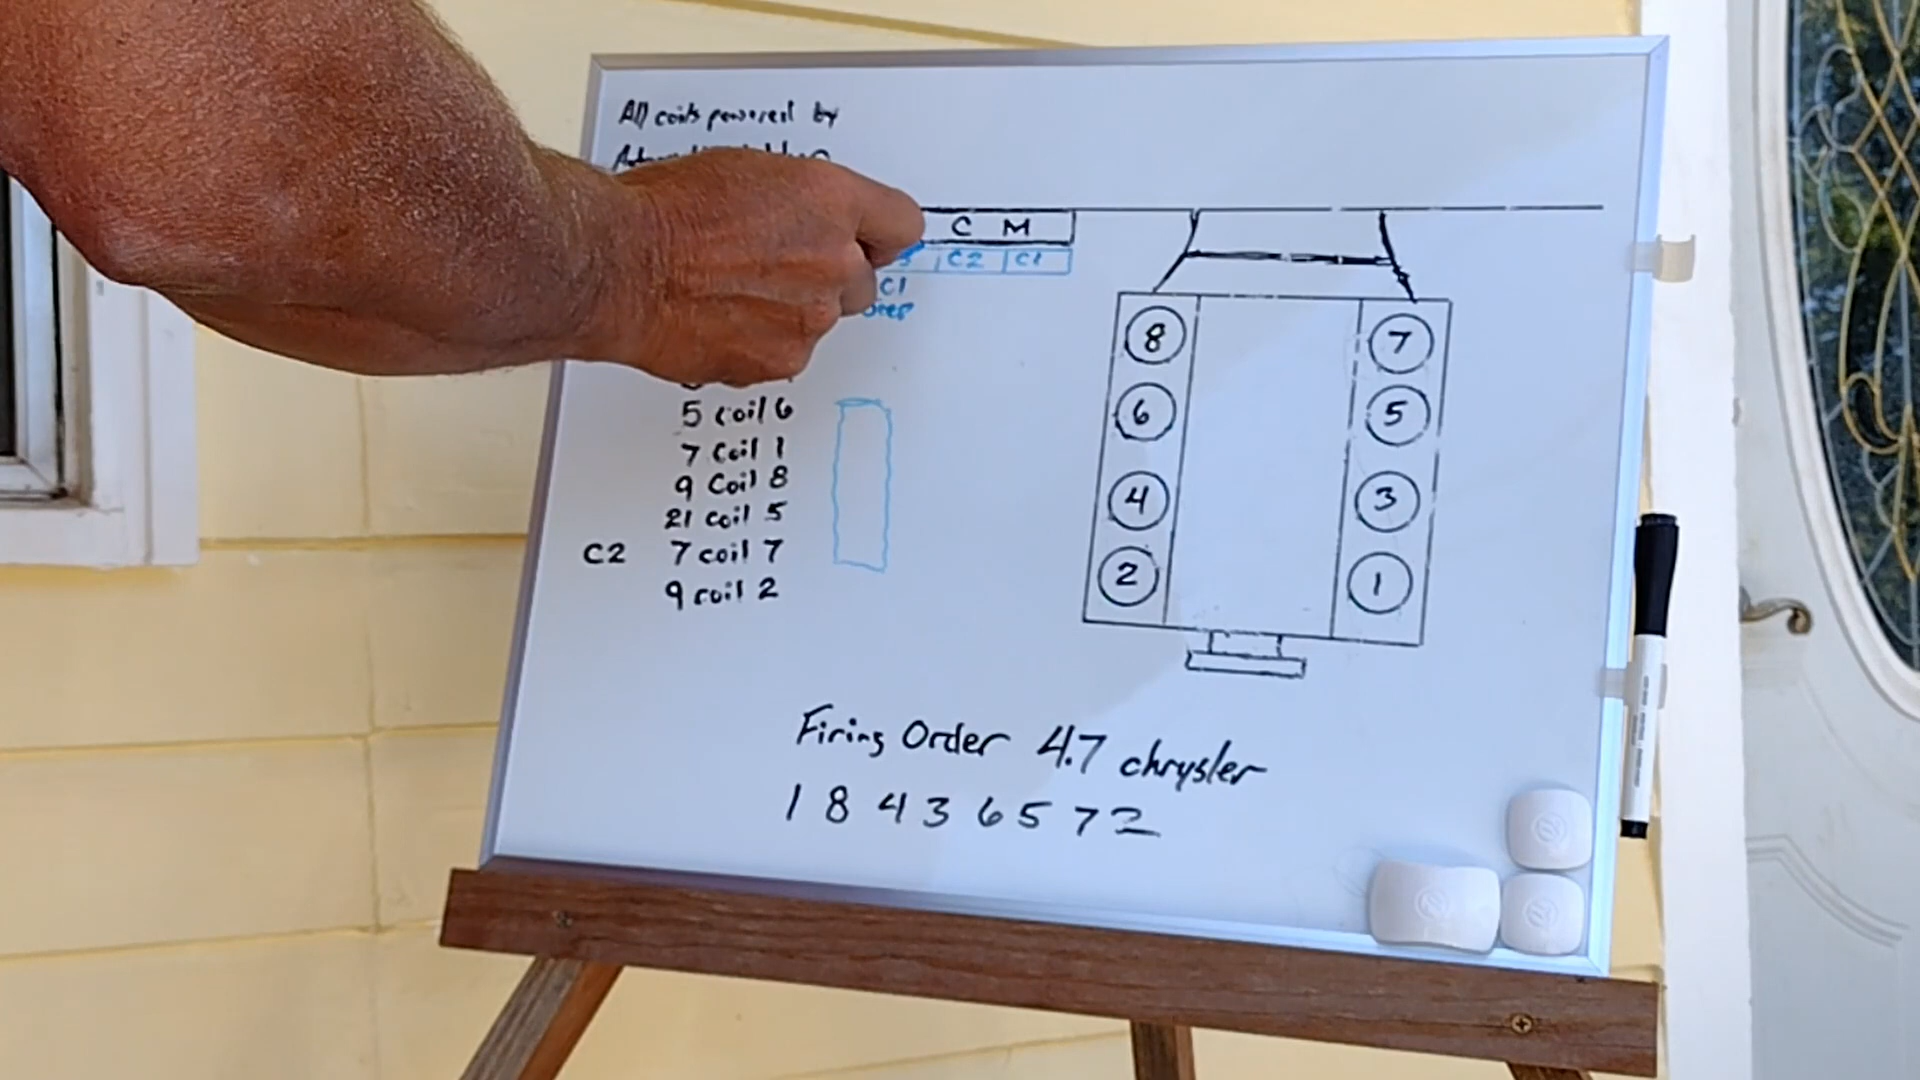 All coils powered by
C M
C2 C1
C1
5 coil 6
7 Coil 1
9 Coil 8
21 coil 5
C2 7 coil 7
9 coil 2
8 7
6 5
4 3
2 1
Firing Order 4.7 chrysler
1 8 4 3 6 5 7 2